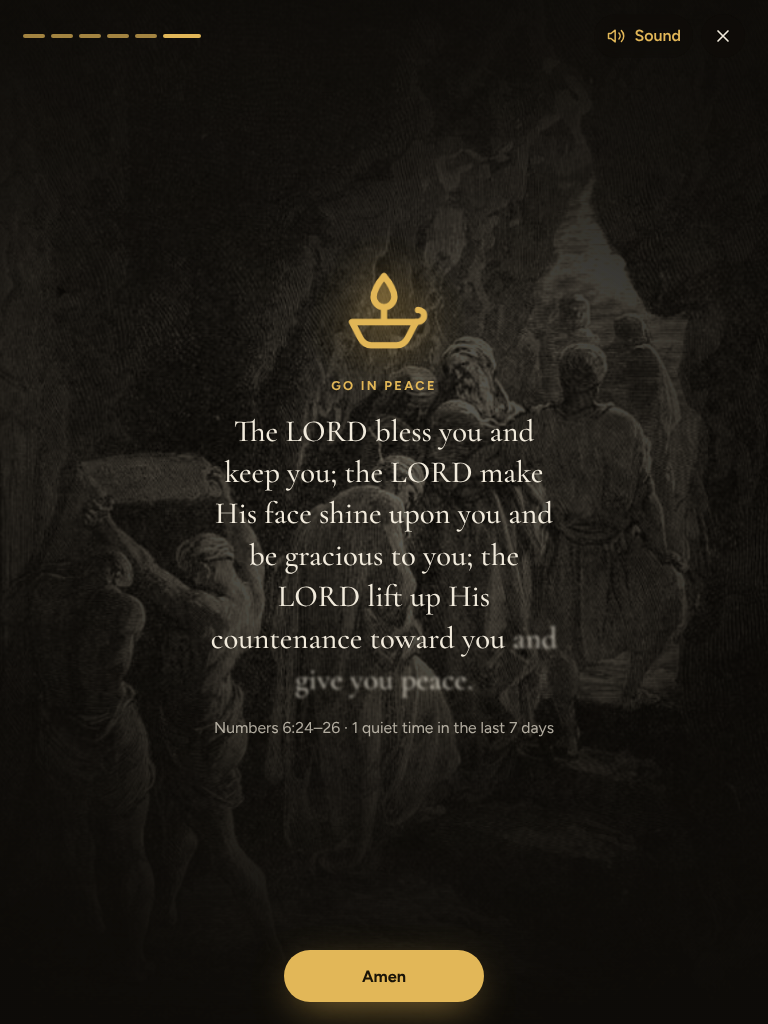 Sound
GO IN PEACE
The LORD bless you and
keep you; the LORD make
His face shine upon you and
be gracious to you; the
LORD lift up His
countenance toward you and
give you peace.
Numbers 6:24–26 · 1 quiet time in the last 7 days
Amen